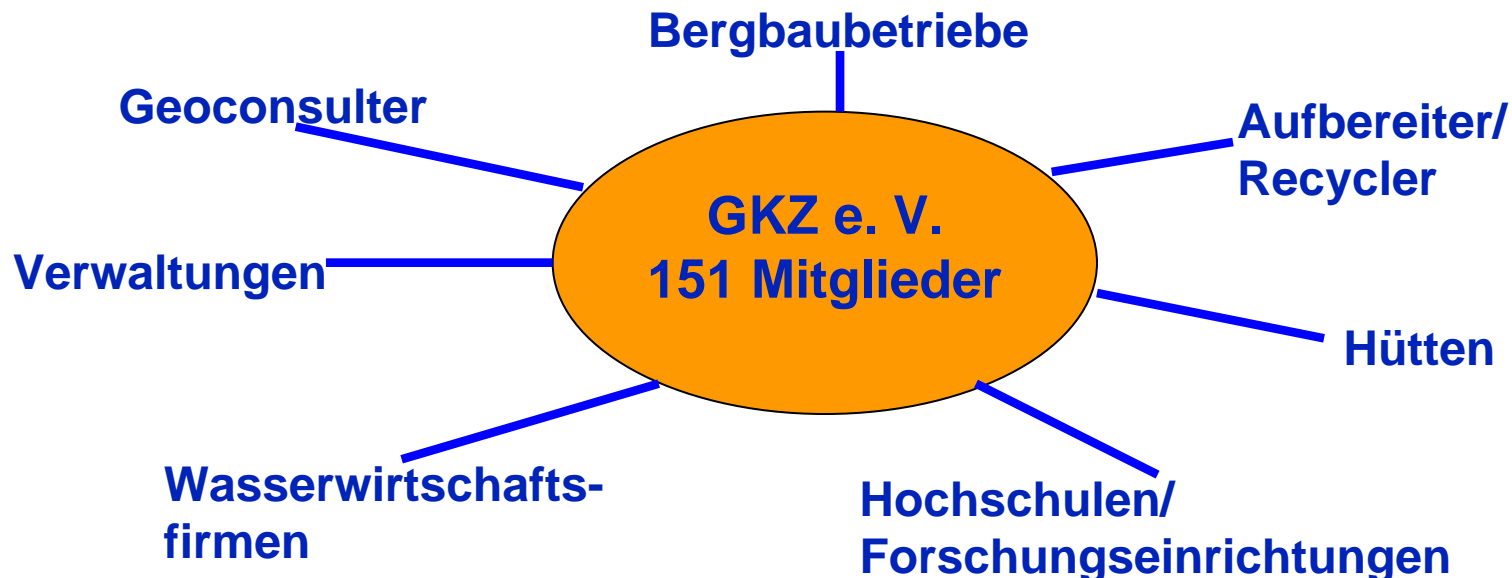 Bergbaubetriebe
Geoconsulter
Aufbereiter/
Recycler
GKZ e. V.
151 Mitglieder
Verwaltungen
Hütten
Wasserwirtschafts-
firmen
Hochschulen/
Forschungseinrichtungen